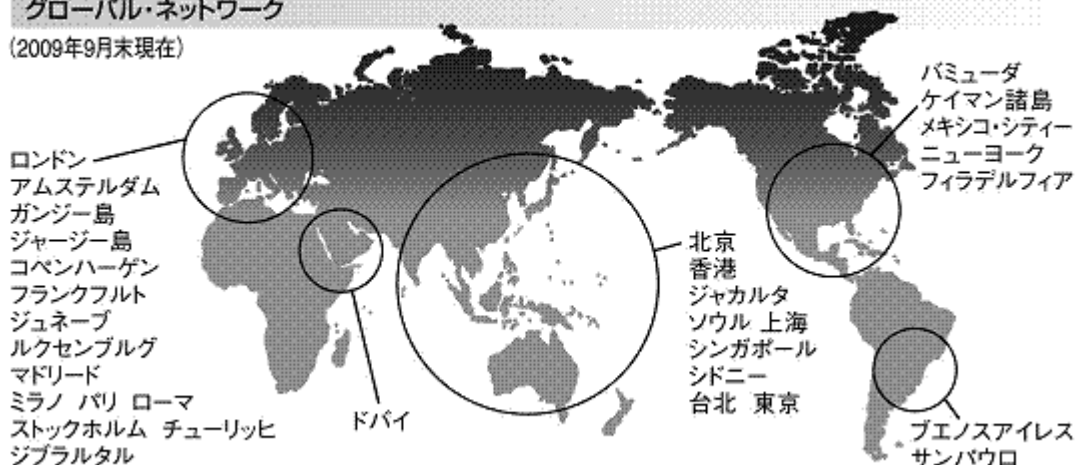 グローバル・ネットワーク
(2009年9月末現在)
ロンドン
アムステルダム
ガンジー島
ジャージー島
コペンハーゲン
フランクフルト
ジュネーブ
ルクセンブルグ
マドリード
ミラノ パリ ローマ
ストックホルム チューリッヒ
ジブラルタル
ドバイ
北京
香港
ジャカルタ
ソウル 上海
シンガポール
シドニー
台北 東京
バミューダ
ケイマン諸島
メキシコ・シティー
ニューヨーク
フィラデルフィア
ブエノスアイレス
サンパウロ